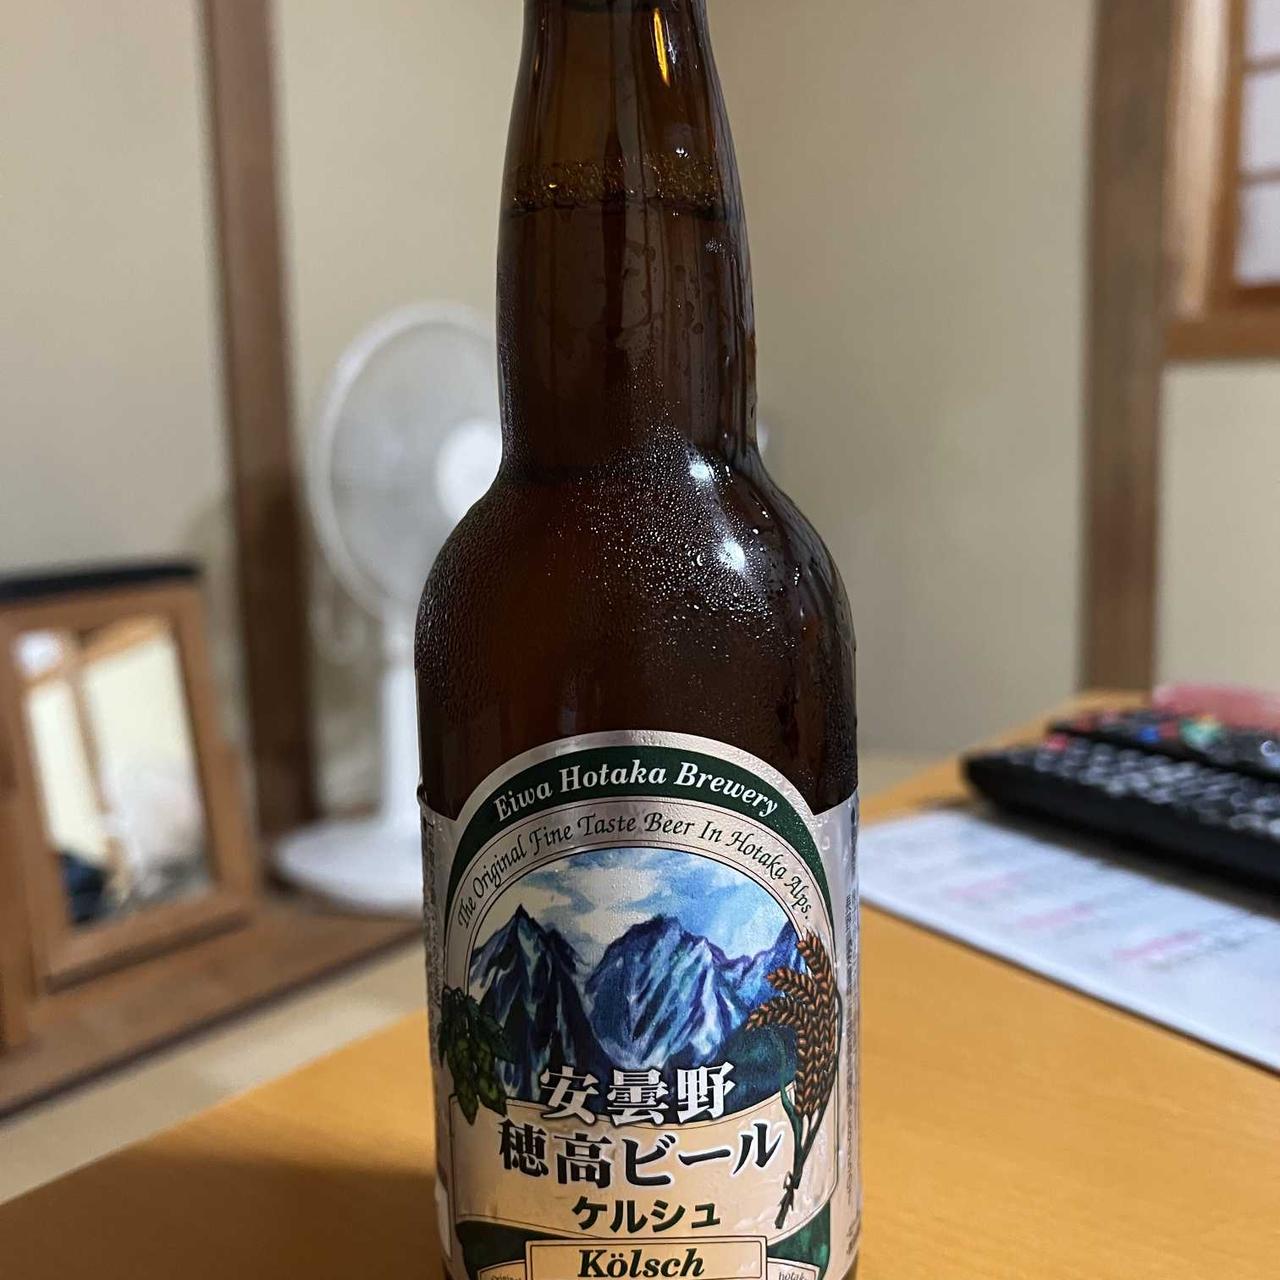 Eiwa Hotaka Brewery
The Original Fine Taste Beer In Hotaka Alps.
安曇野
穂高ビール
ケルシュ
Kölsch